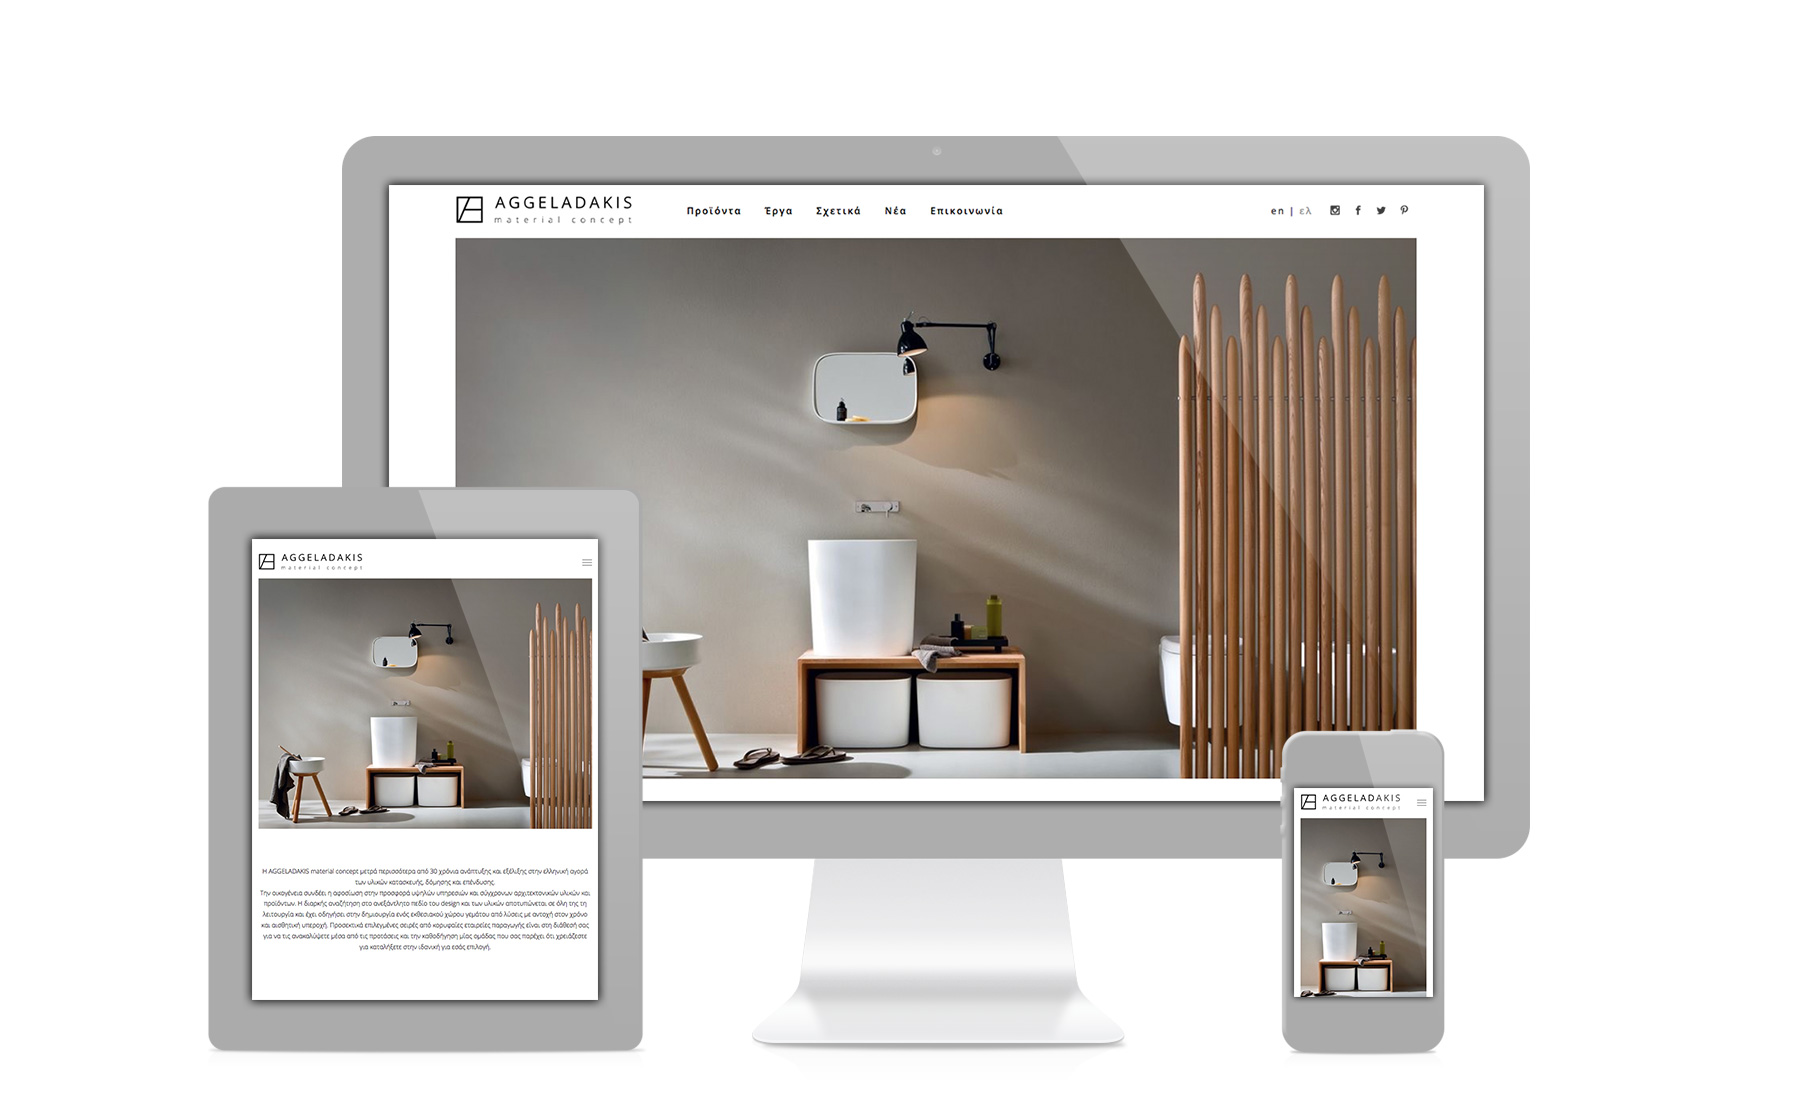 AGGELADAKIS
material concept
Προϊόντα Έργα Σχετικά Νέα Επικοινωνία
en | ελ
AGGELADAKIS
material concept
Η AGGELADAKIS material concept μετρά περισσότερα από 30 χρόνια ανάπτυξης και εξέλιξης στην ελληνική αγορά
των υλικών κατασκευής, δόμησης και επένδυσης.
Την οικογένεια συνδέει η αφοσίωση στην προσφορά υψηλών υπηρεσιών και σύγχρονων αρχιτεκτονικών υλικών και
προϊόντων. Η διαρκής αναζήτηση στο ανεξάντλητο πεδίο του design και των υλικών αποτυπώνεται σε όλη της τη
λειτουργία και έχει οδηγήσει στην δημιουργία ενός εκθεσιακού χώρου γεμάτου από λύσεις με αντοχή στον χρόνο
και αισθητική υπεροχή. Προσεκτικά επιλεγμένες σειρές από κορυφαίες εταιρείες παραγωγής είναι στη διάθεσή σας
για να τις ανακαλύψετε μέσα από τις προτάσεις και την καθοδήγηση μίας ομάδας που σας παρέχει ότι χρειάζεστε
για καταλήξετε στην ιδανική για εσάς επιλογή.
AGGELADAKIS
material concept